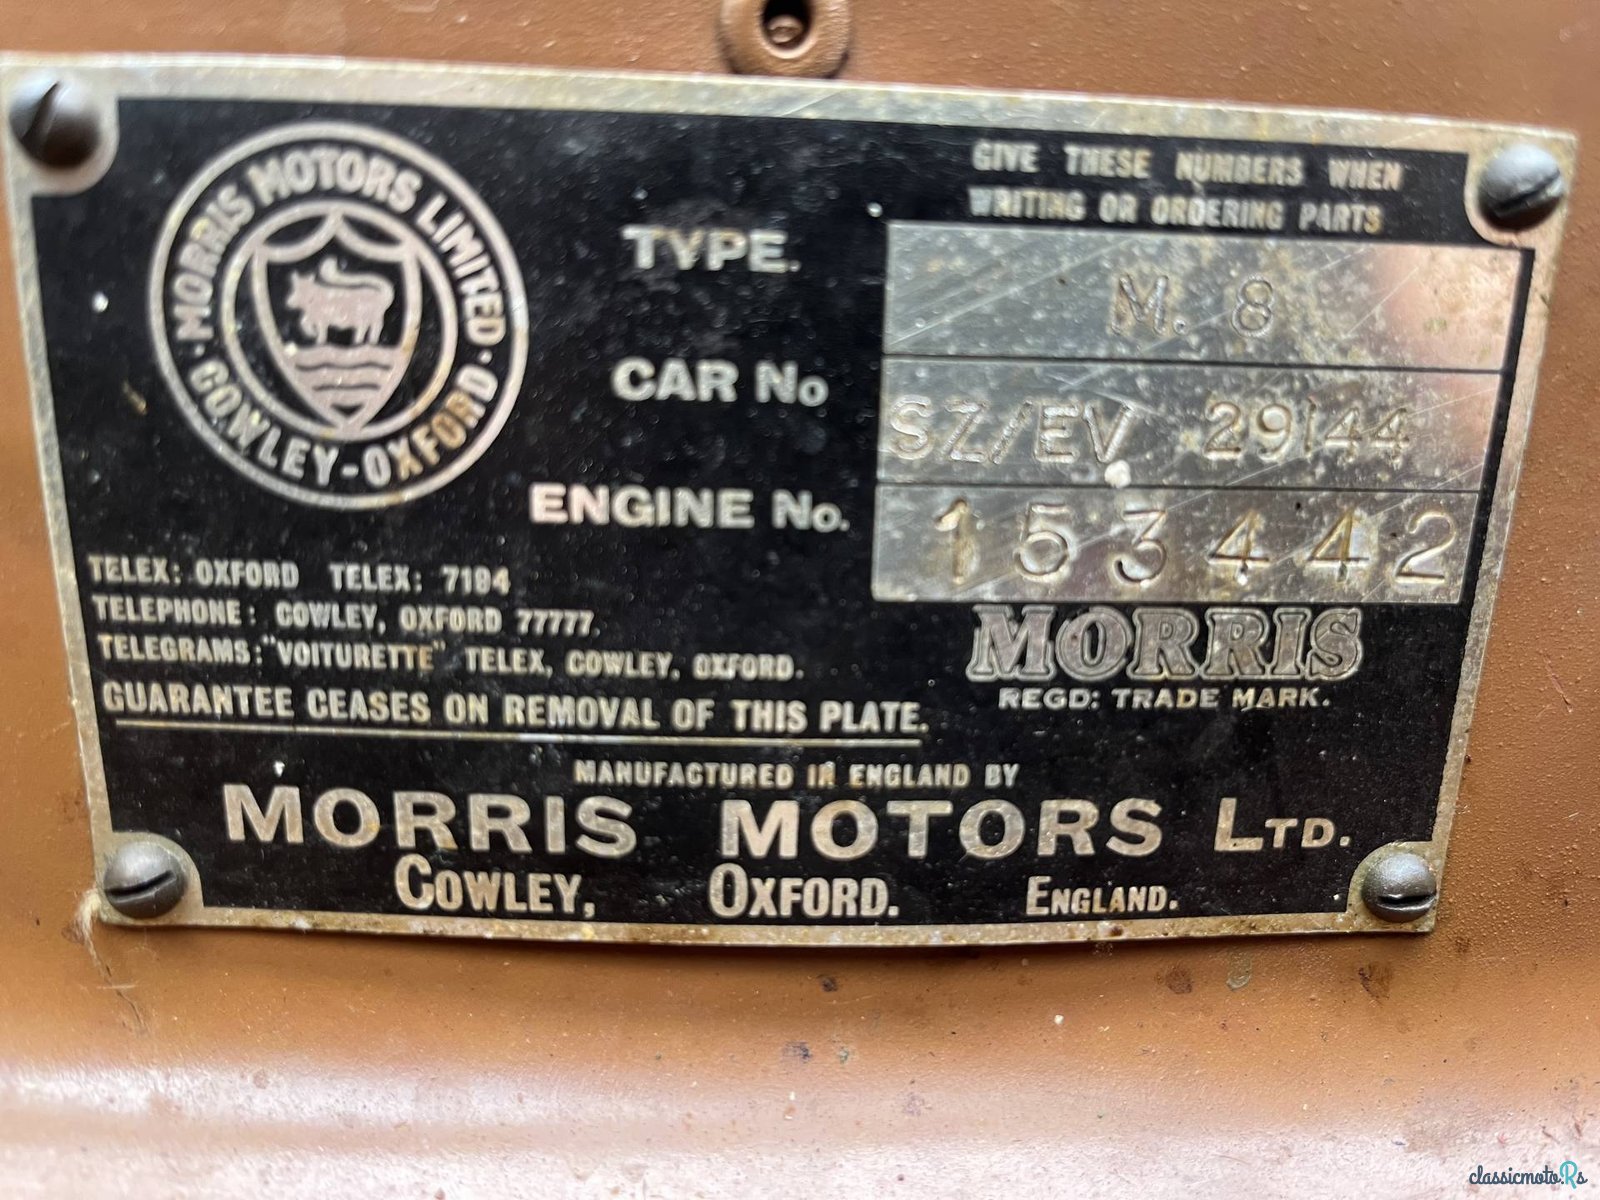 MORRIS MOTORS LIMITED
· COWLEY-OXFORD ·
GIVE THESE NUMBERS WHEN
WRITING OR ORDERING PARTS
TYPE. M. 8
CAR No SZ/EV 29144
ENGINE No. 153442
TELEX: OXFORD TELEX: 7194
TELEPHONE: COWLEY, OXFORD 77777.
TELEGRAMS: "VOITURETTE" TELEX, COWLEY, OXFORD.
GUARANTEE CEASES ON REMOVAL OF THIS PLATE.
MORRIS
REGD: TRADE MARK.
MANUFACTURED IN ENGLAND BY
MORRIS MOTORS LTD.
COWLEY, OXFORD. ENGLAND.
classicmoto.Rs